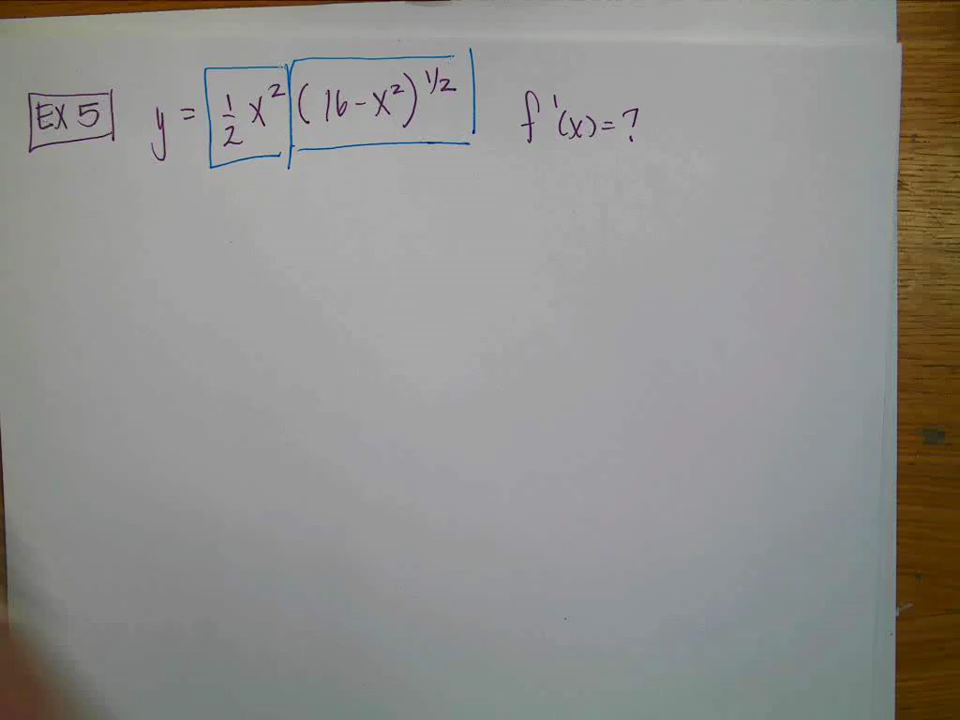 EX 5 y = 1/2 x² (16 - x²)^1/2 f'(x) = ?